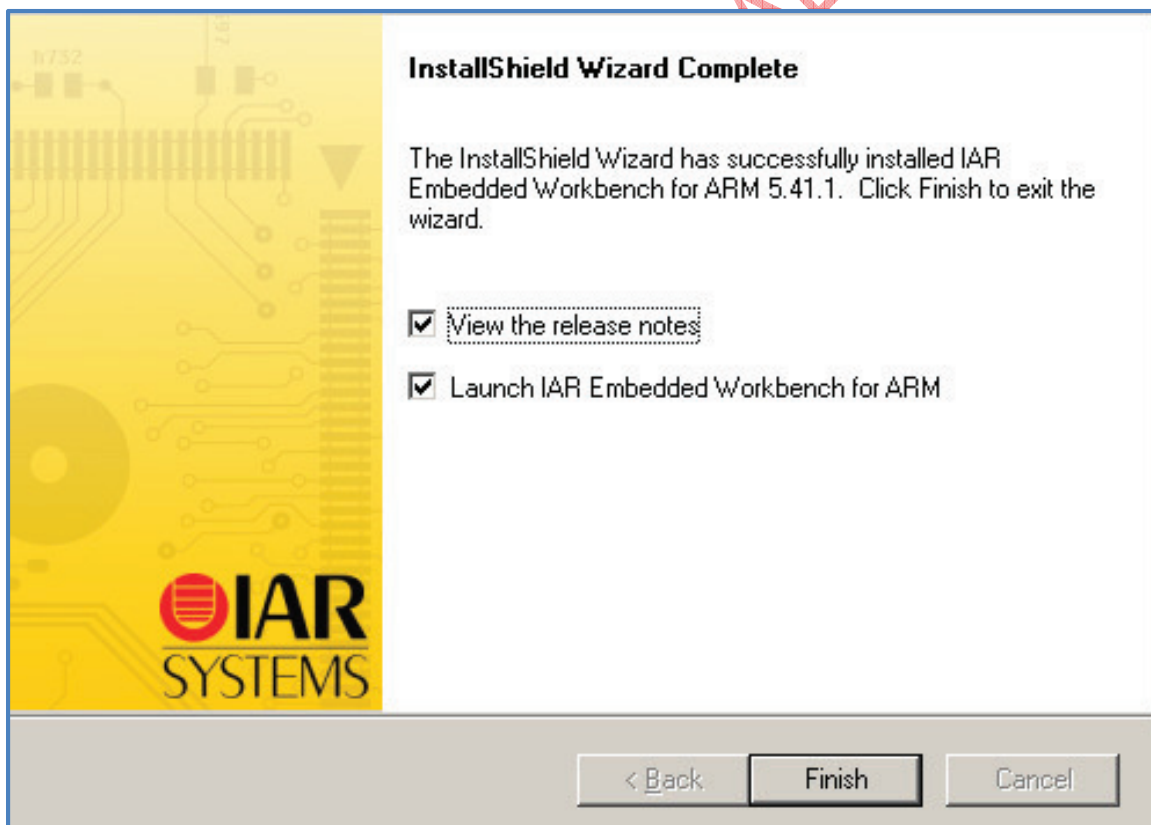 h732
InstallShield Wizard Complete
The InstallShield Wizard has successfully installed IAR
Embedded Workbench for ARM 5.41.1. Click Finish to exit the
wizard.
View the release notes
Launch IAR Embedded Workbench for ARM
IAR
SYSTEMS
< Back
Finish
Cancel